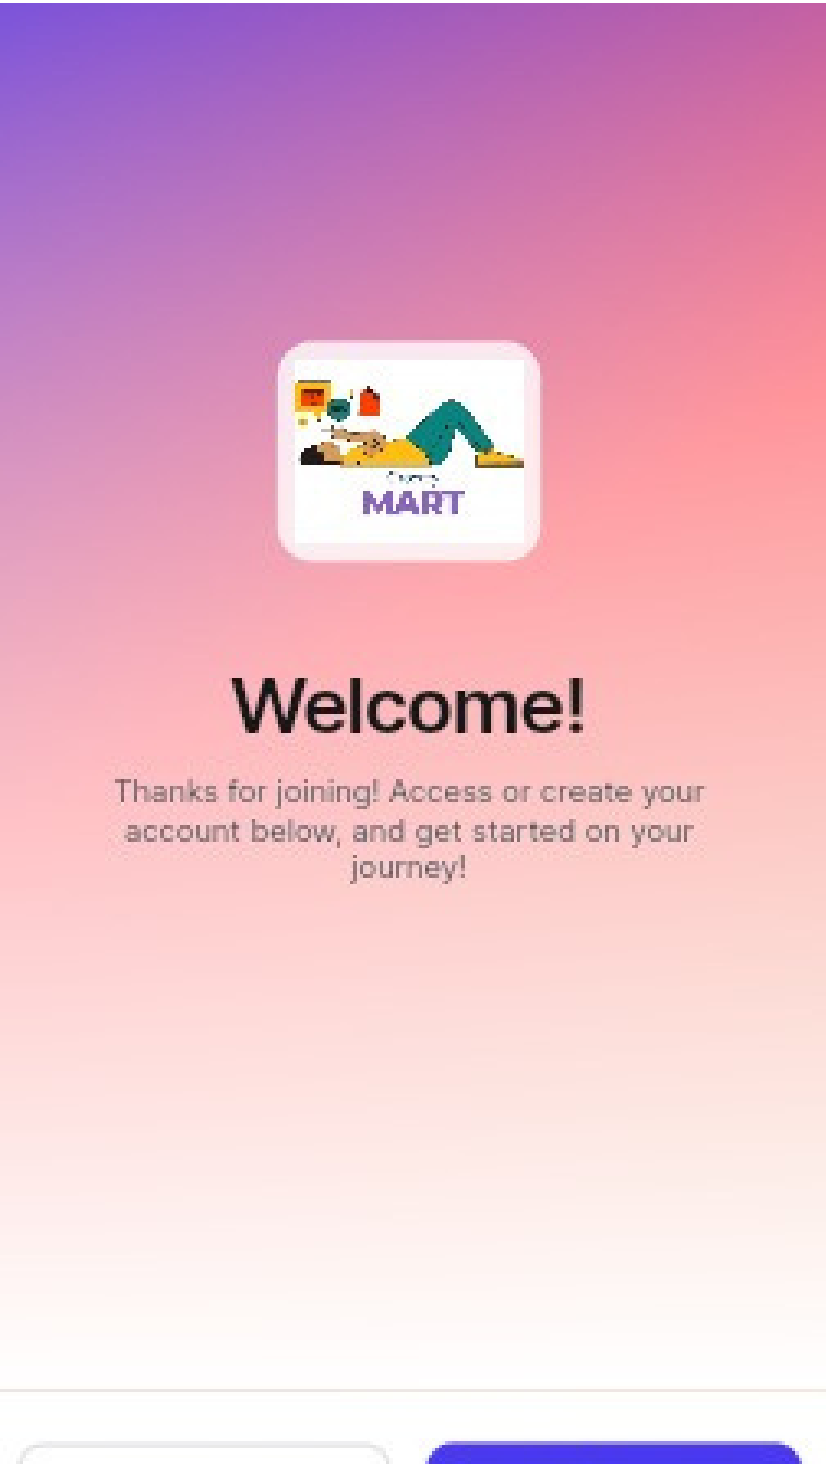 MART
Welcome!
Thanks for joining! Access or create your
account below, and get started on your
journey!